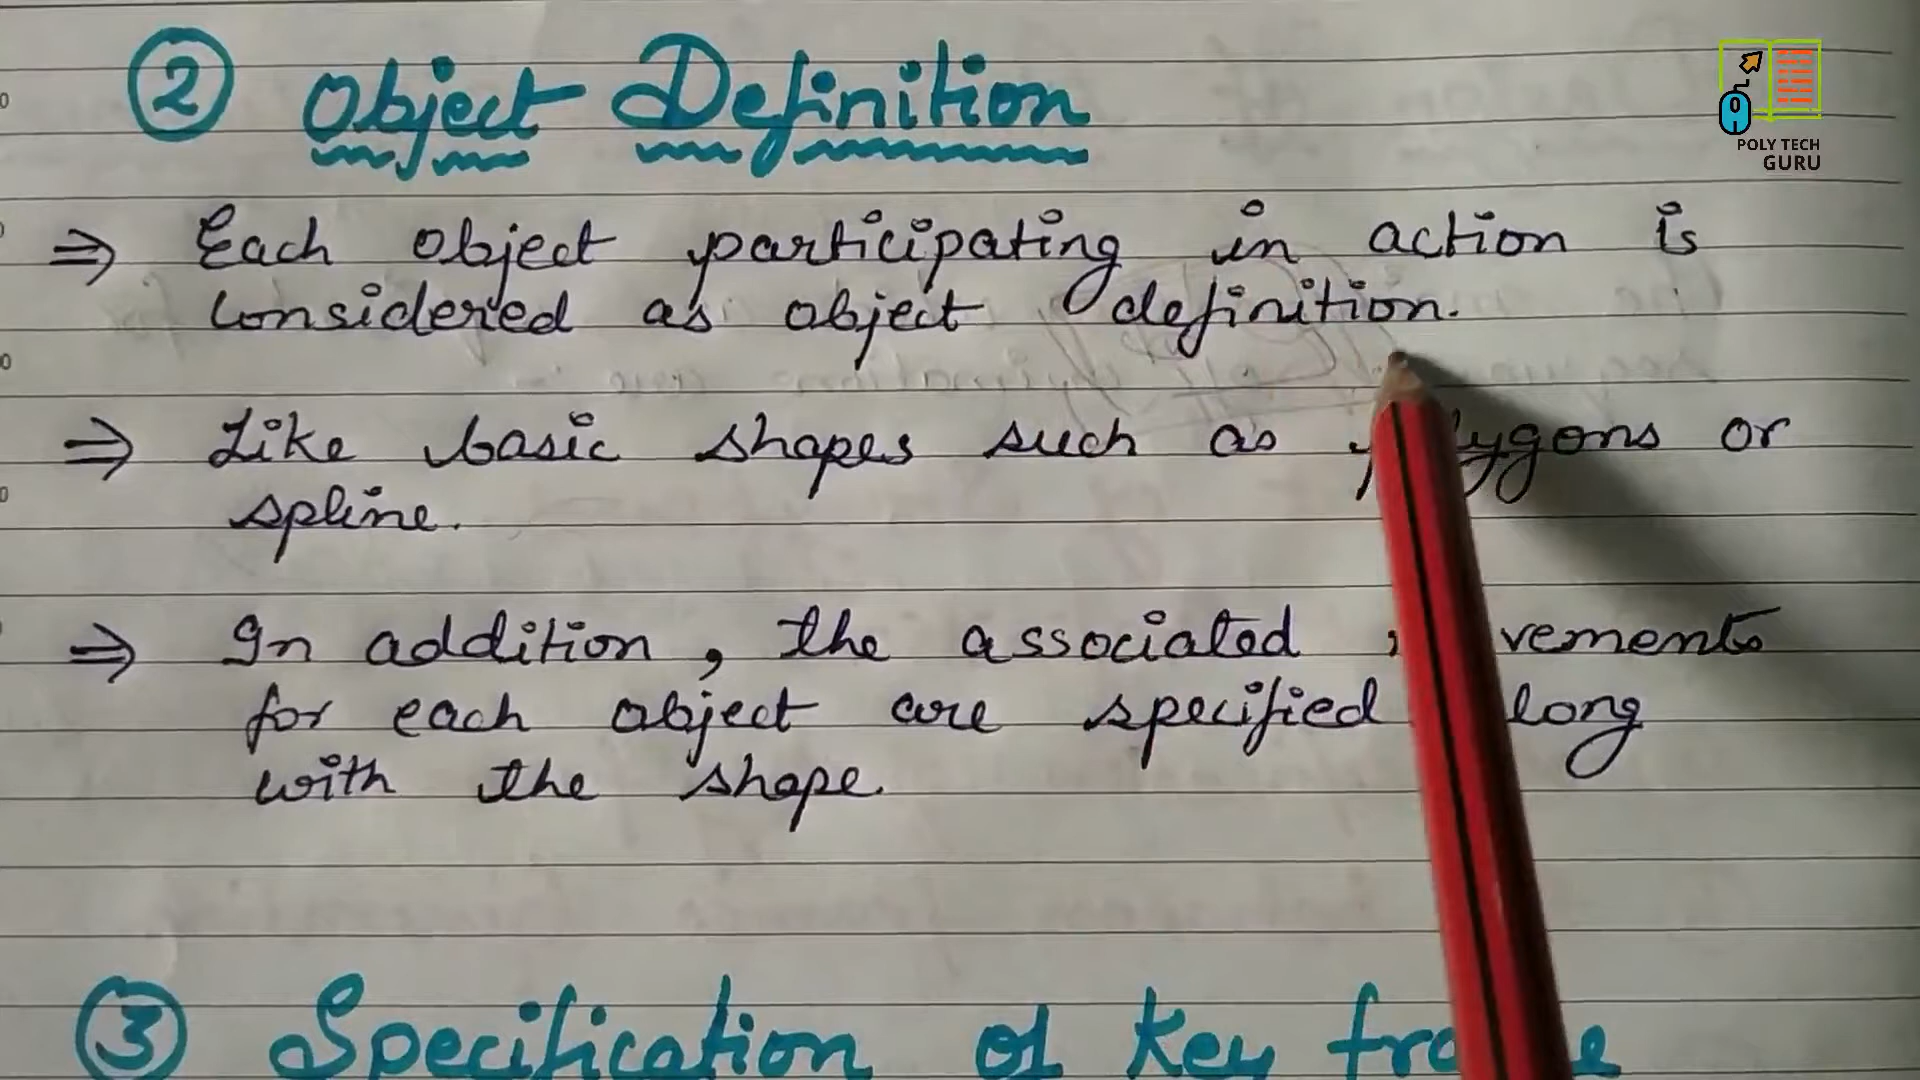 2 Object Definition
POLY TECH
GURU
⇒ Each object participating in action is
considered as object definition.
⇒ Like basic shapes such as or
spline.
⇒ In addition, the associated
for each object are specified
with the shape.
3 Specification of Key